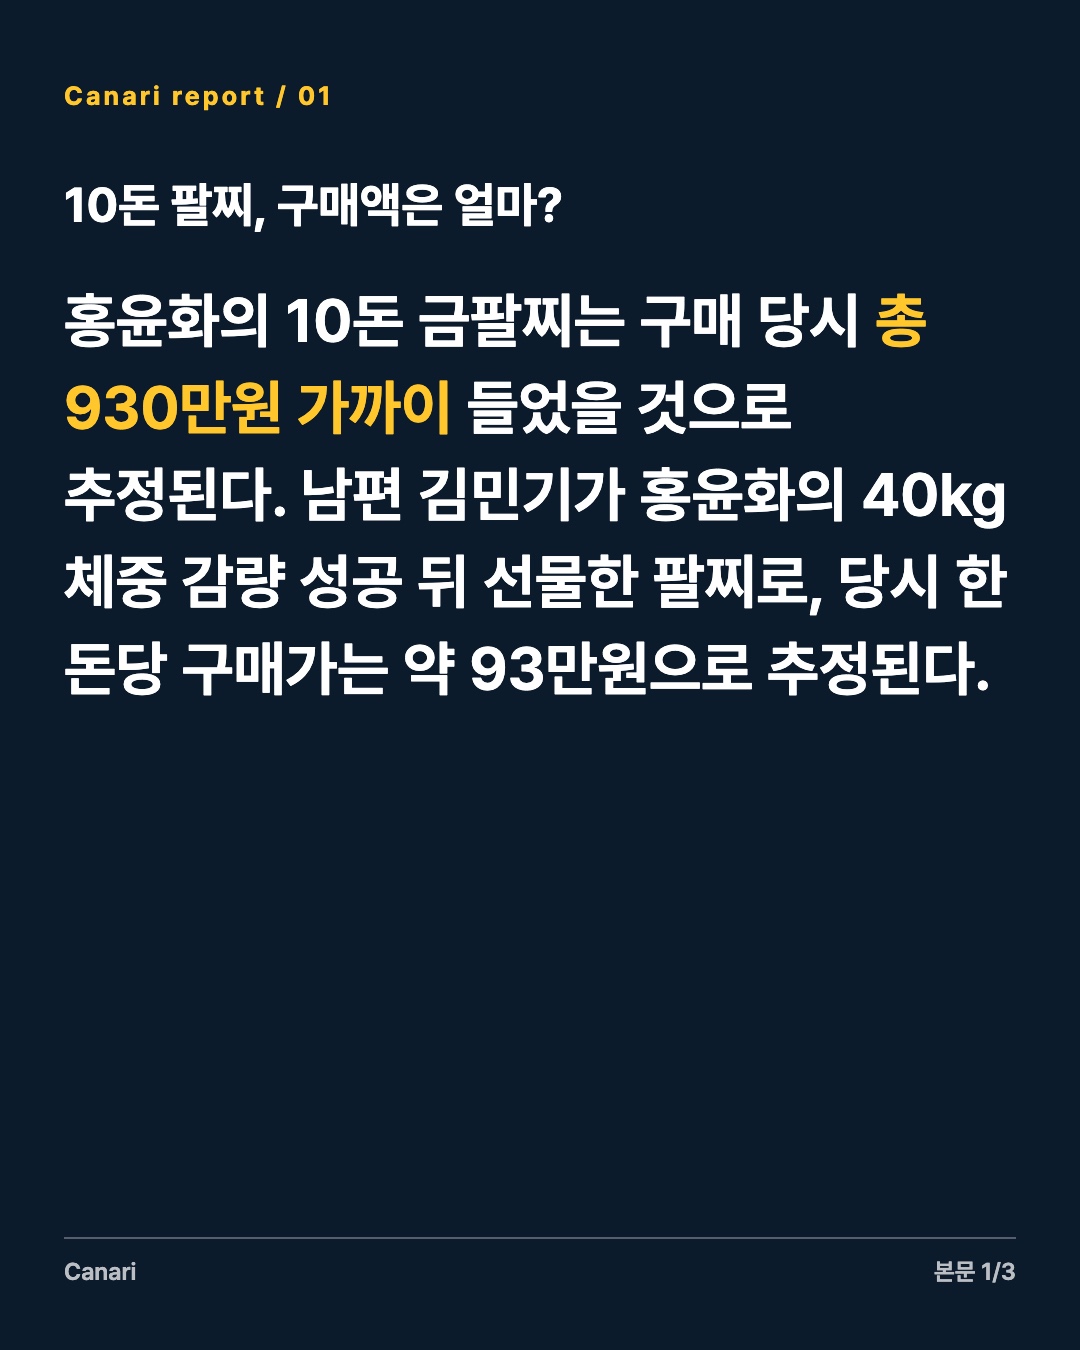 Canari report / 01
10돈 팔찌, 구매액은 얼마?
홍윤화의 10돈 금팔찌는 구매 당시 총
930만원 가까이 들었을 것으로
추정된다. 남편 김민기가 홍윤화의 40kg
체중 감량 성공 뒤 선물한 팔찌로, 당시 한
돈당 구매가는 약 93만원으로 추정된다.
Canari
본문 1/3